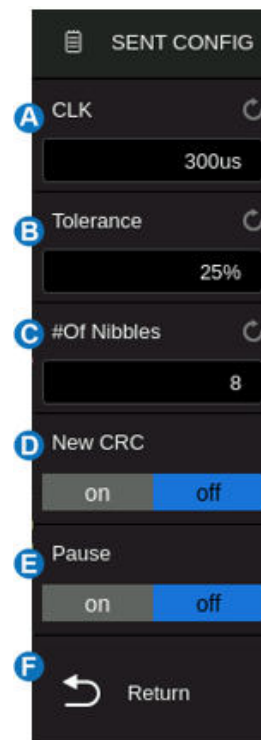 SENT CONFIG
A CLK
300us
B Tolerance
25%
C #Of Nibbles
8
D New CRC
on off
E Pause
on off
F Return